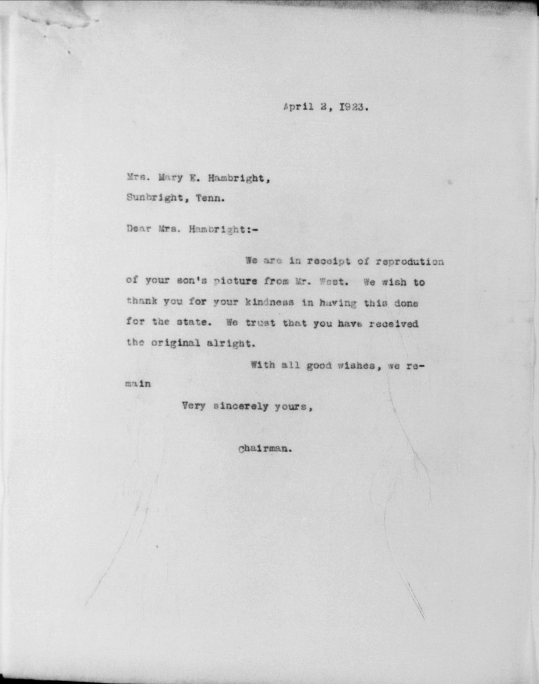 April 2, 1923.
Mrs. Mary E. Hambright,
Sunbright, Tenn.
Dear Mrs. Hambright:-
We are in receipt of reprodution
of your son's picture from Mr. West. We wish to
thank you for your kindness in having this done
for the state. We trust that you have received
the original alright.
With all good wishes, we re-
main
Very sincerely yours,
Chairman.